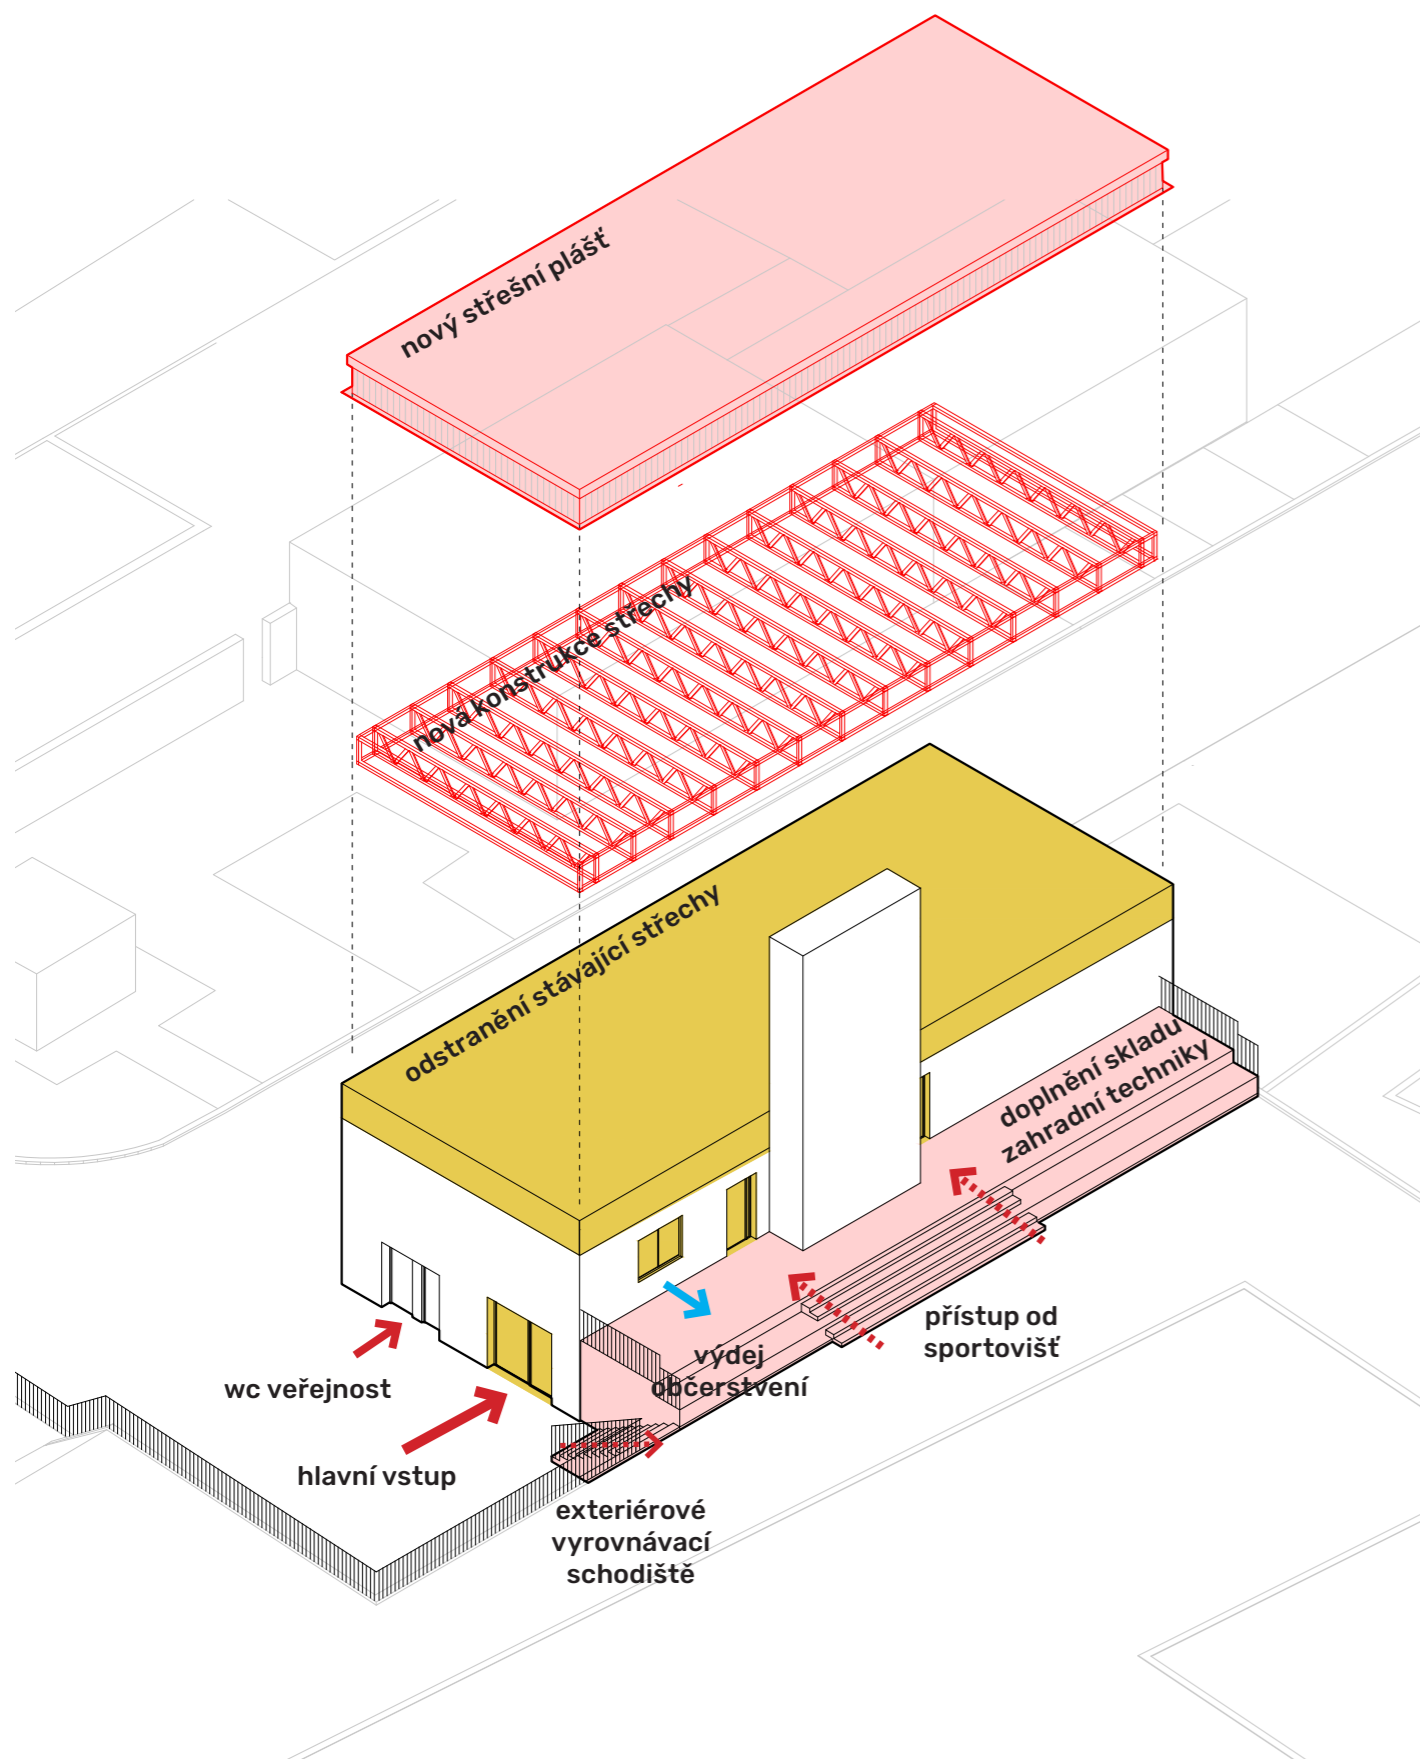 nový střešní plášť
nová konstrukce střechy
odstranění stávající střechy
doplnění skladu
zahradní techniky
přístup od
sportovišť
výdej
občerstvení
wc veřejnost
hlavní vstup
exteriérové
vyrovnávací
schodiště